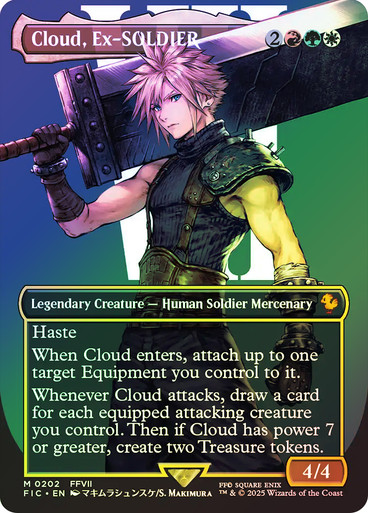 Cloud, Ex-SOLDIER 2
VII
Legendary Creature — Human Soldier Mercenary
Haste
When Cloud enters, attach up to one
target Equipment you control to it.
Whenever Cloud attacks, draw a card
for each equipped attacking creature
you control. Then if Cloud has power 7
or greater, create two Treasure tokens.
4/4
M 0202 FFVII
FIC • EN マキムラシュンスケ/S. MAKIMURA
FF© SQUARE ENIX
™ & © 2025 Wizards of the Coast